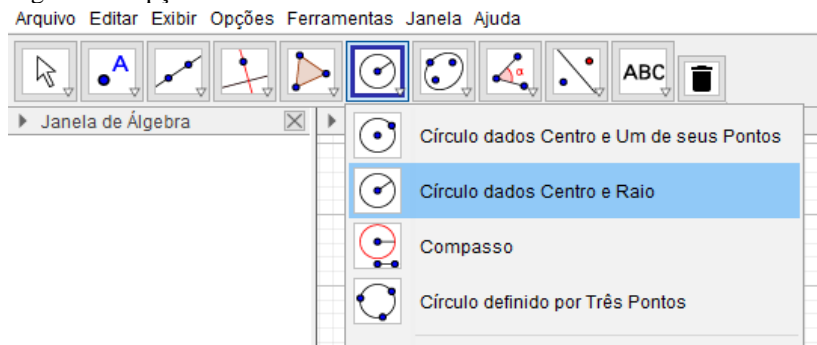 Arquivo Editar Exibir Opções Ferramentas Janela Ajuda
A
α
ABC
Janela de Álgebra
Círculo dados Centro e Um de seus Pontos
Círculo dados Centro e Raio
Compasso
Círculo definido por Três Pontos